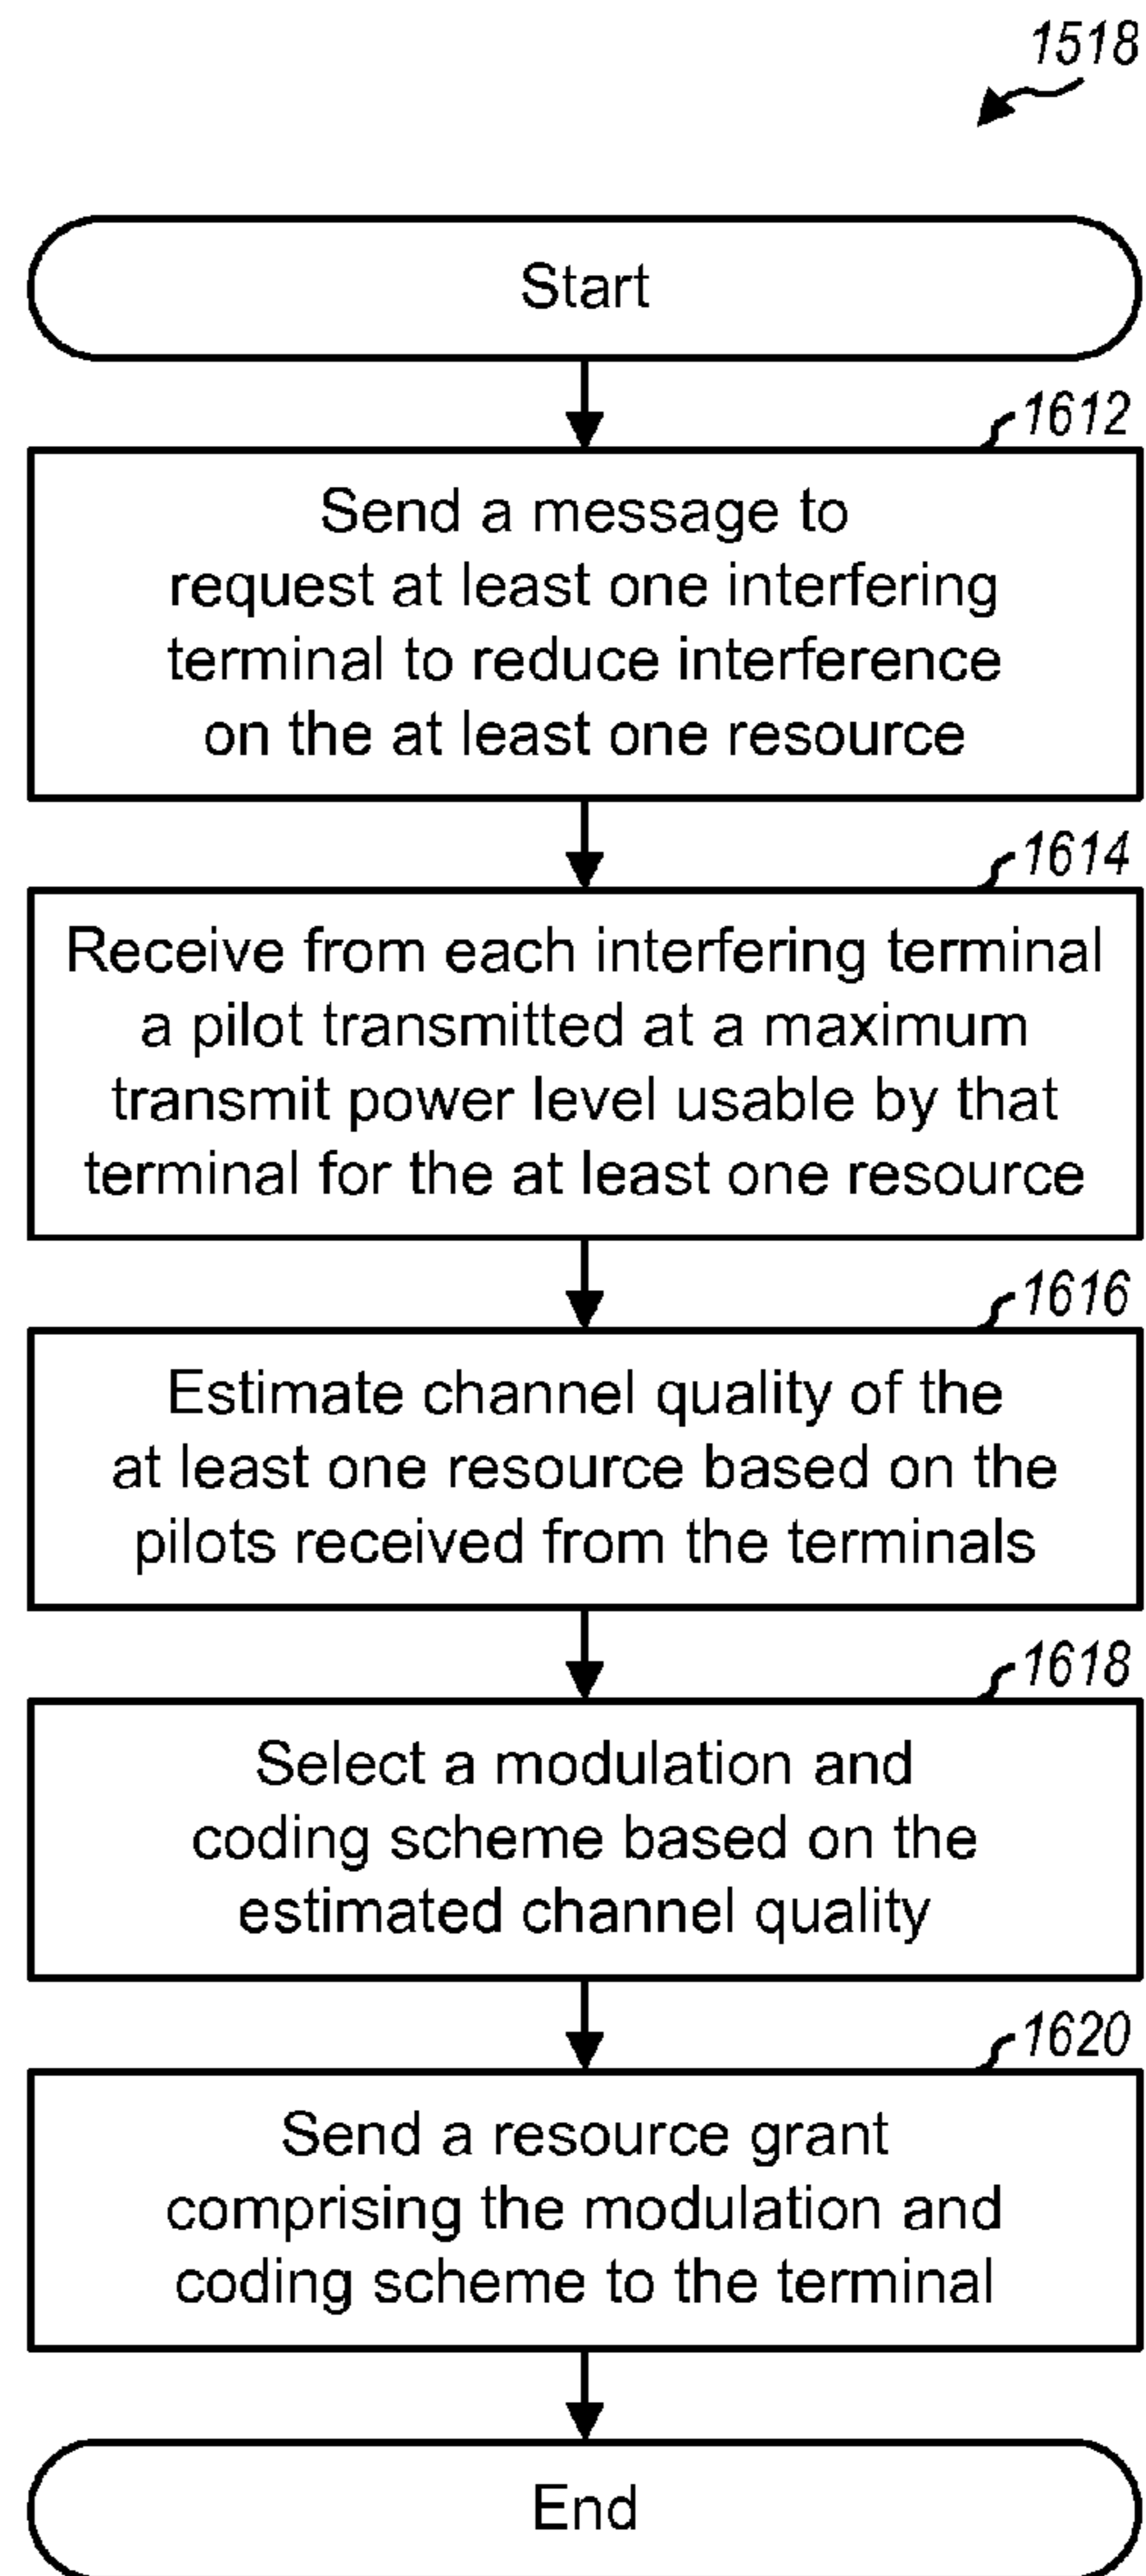 1518
Start
1612
Send a message to
request at least one interfering
terminal to reduce interference
on the at least one resource
1614
Receive from each interfering terminal
a pilot transmitted at a maximum
transmit power level usable by that
terminal for the at least one resource
1616
Estimate channel quality of the
at least one resource based on the
pilots received from the terminals
1618
Select a modulation and
coding scheme based on the
estimated channel quality
1620
Send a resource grant
comprising the modulation and
coding scheme to the terminal
End